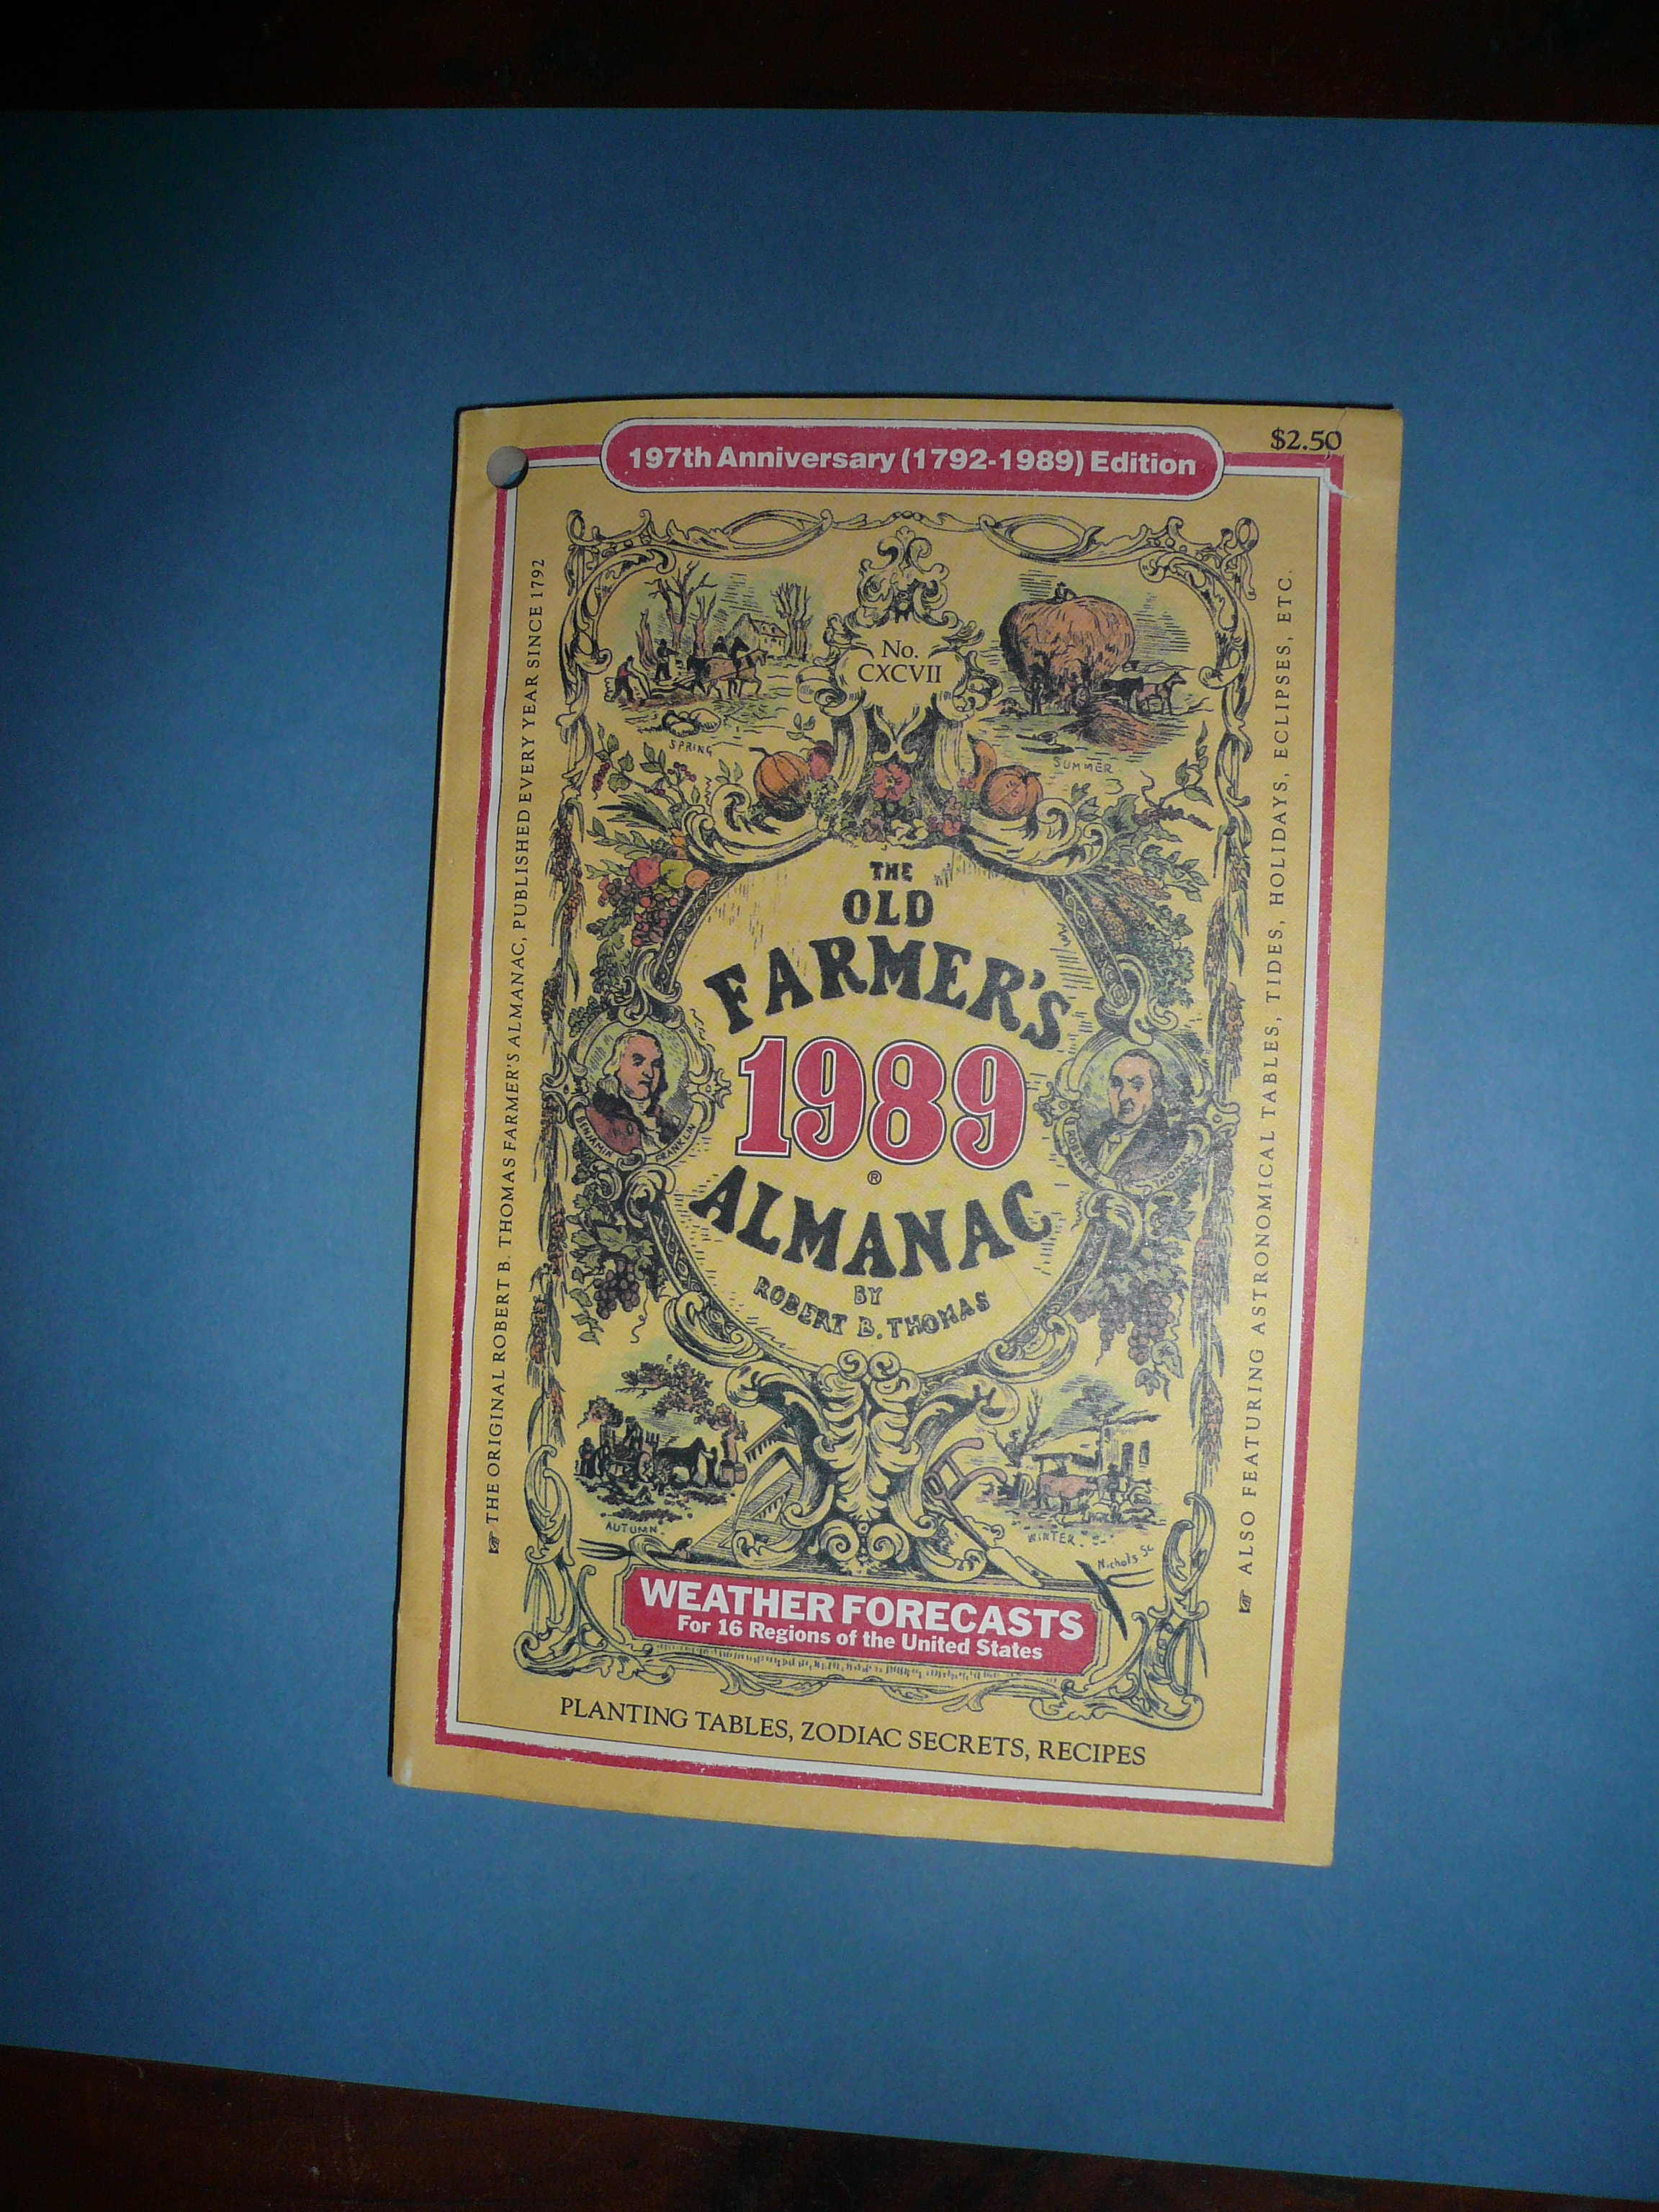 197th Anniversary (1792-1989) Edition
$2.50
No.
CXCVII
SPRING
SUMMER
THE
OLD
FARMER'S
1989
®
ALMANAC
BY
ROBERT B. THOMAS
BENJAMIN FRANKLIN
ROBERT B. THOMAS
AUTUMN.
WINTER.
Nichols Sc
WEATHER FORECASTS
For 16 Regions of the United States
PLANTING TABLES, ZODIAC SECRETS, RECIPES
THE ORIGINAL ROBERT B. THOMAS FARMER'S ALMANAC, PUBLISHED EVERY YEAR SINCE 1792
ALSO FEATURING ASTRONOMICAL TABLES, TIDES, HOLIDAYS, ECLIPSES, ETC.